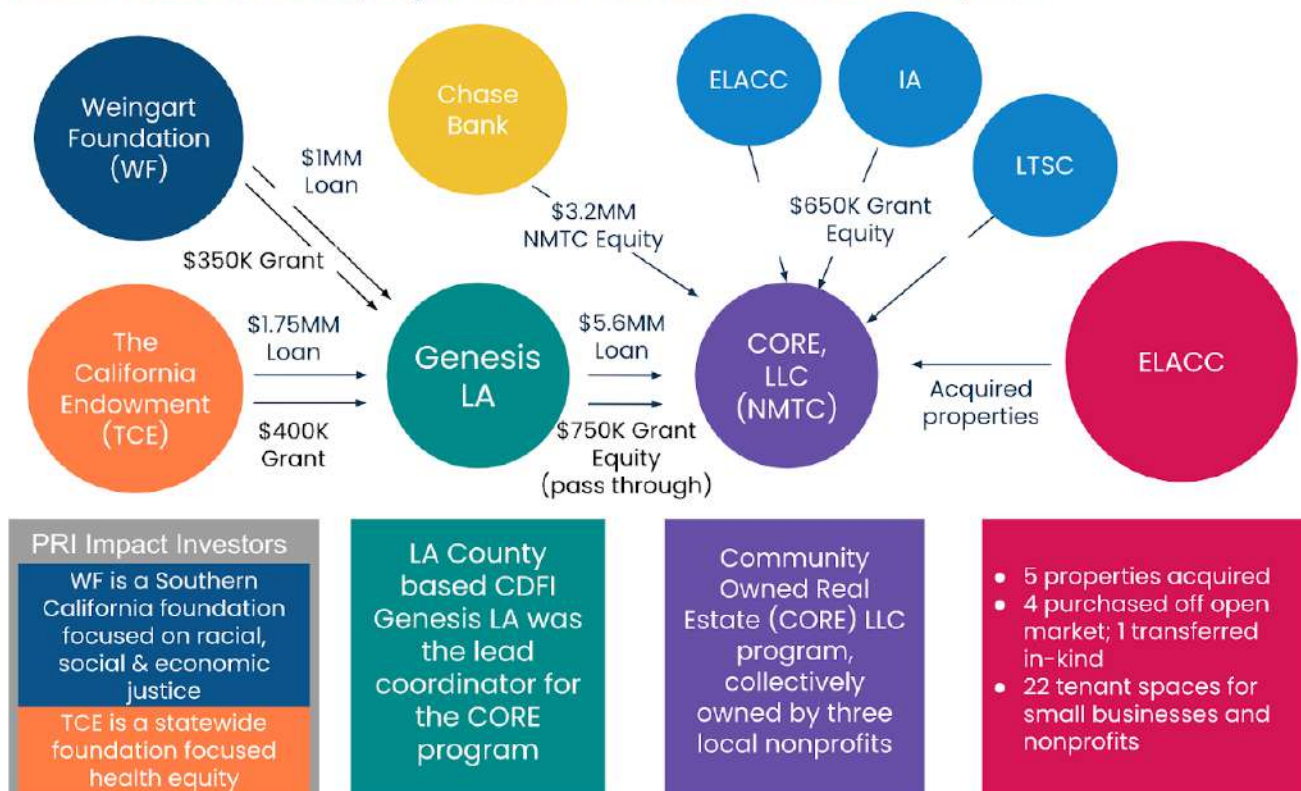 Weingart
Foundation
(WF)
$1MM
Loan
$350K Grant
Chase
Bank
$3.2MM
NMTC Equity
ELACC
IA
LTSC
$650K Grant
Equity
The
California
Endowment
(TCE)
$1.75MM
Loan
$400K
Grant
Genesis
LA
$5.6MM
Loan
$750K Grant
Equity
(pass through)
CORE,
LLC
(NMTC)
Acquired
properties
ELACC
PRI Impact Investors
WF is a Southern
California foundation
focused on racial,
social & economic
justice
TCE is a statewide
foundation focused
health equity
LA County
based CDFI
Genesis LA was
the lead
coordinator for
the CORE
program
Community
Owned Real
Estate (CORE) LLC
program,
collectively
owned by three
local nonprofits
• 5 properties acquired
• 4 purchased off open
market; 1 transferred
in-kind
• 22 tenant spaces for
small businesses and
nonprofits